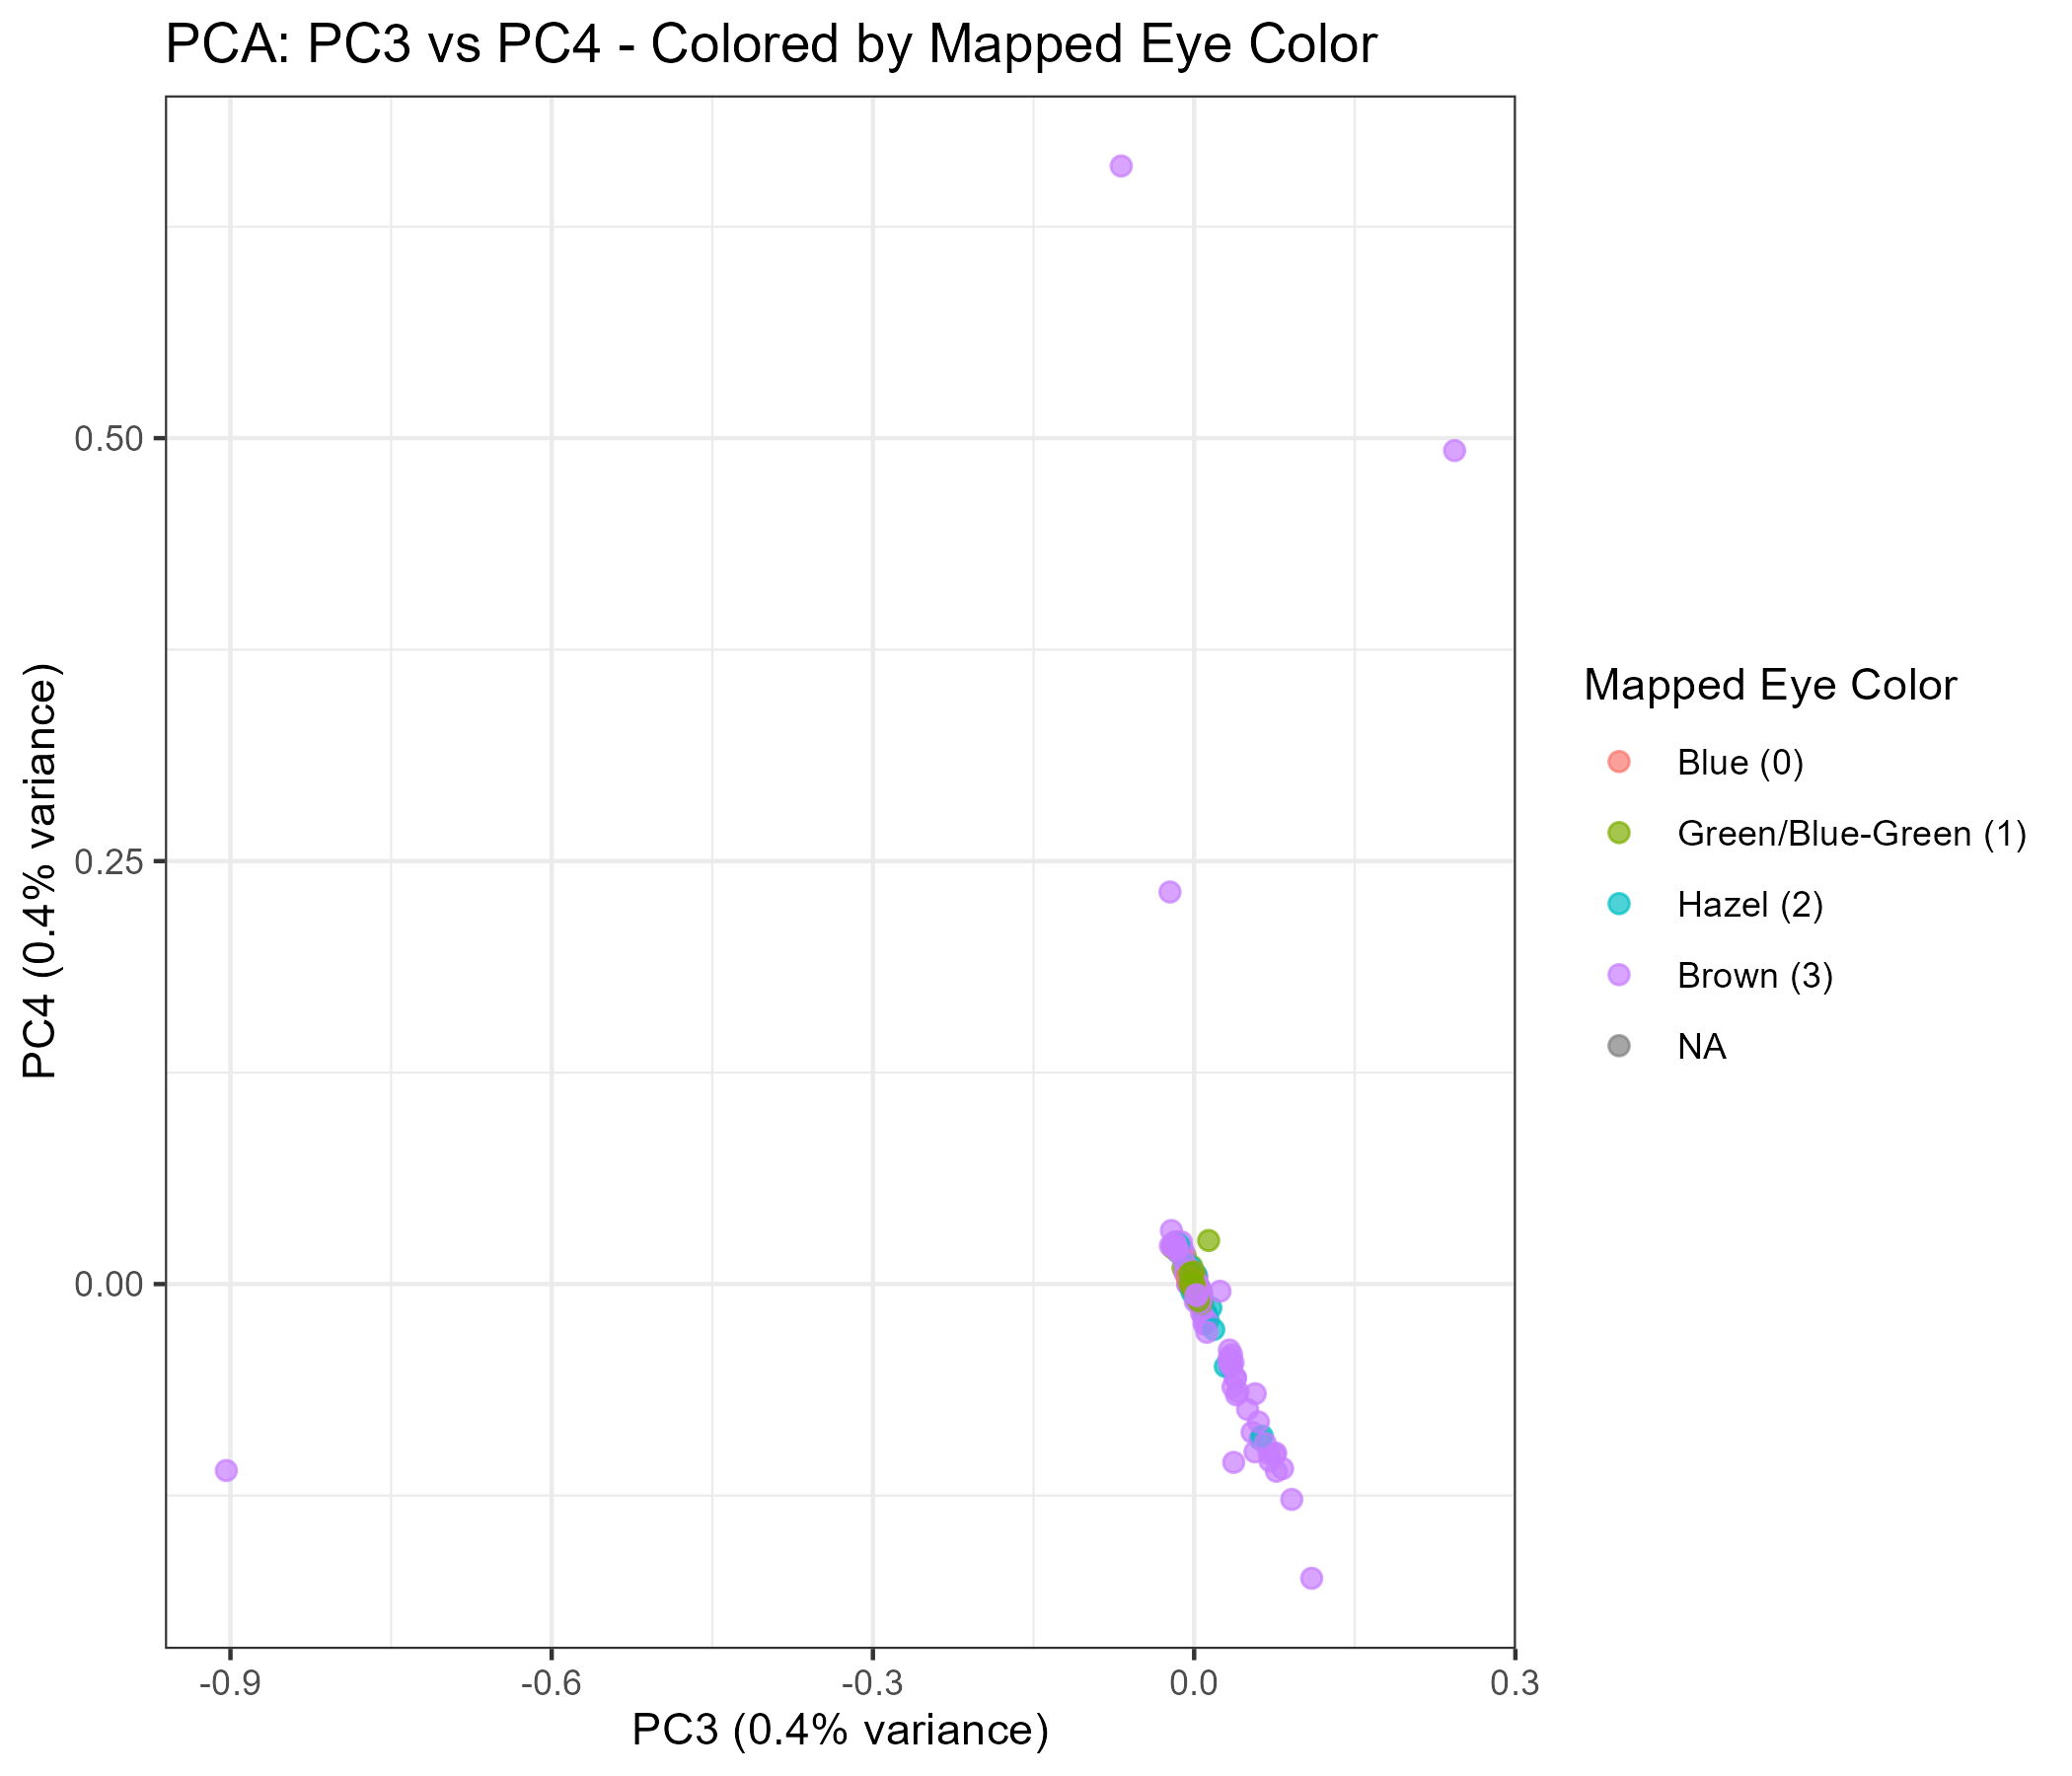 PCA: PC3 vs PC4 - Colored by Mapped Eye Color
PC4 (0.4% variance)
0.50
0.25
0.00
-0.9
-0.6
-0.3
0.0
0.3
PC3 (0.4% variance)
Mapped Eye Color
Blue (0)
Green/Blue-Green (1)
Hazel (2)
Brown (3)
NA